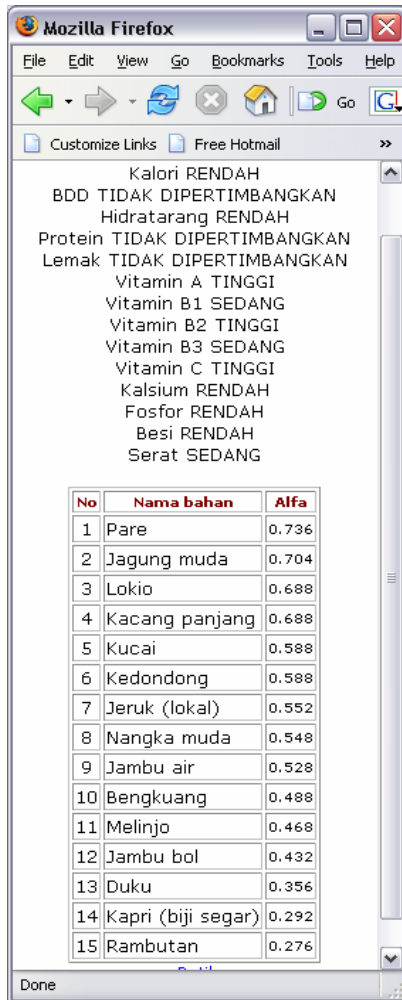 Mozilla Firefox
File Edit View Go Bookmarks Tools Help
Go
Customize Links Free Hotmail »
Kalori RENDAH
BDD TIDAK DIPERTIMBANGKAN
Hidratarang RENDAH
Protein TIDAK DIPERTIMBANGKAN
Lemak TIDAK DIPERTIMBANGKAN
Vitamin A TINGGI
Vitamin B1 SEDANG
Vitamin B2 TINGGI
Vitamin B3 SEDANG
Vitamin C TINGGI
Kalsium RENDAH
Fosfor RENDAH
Besi RENDAH
Serat SEDANG
No Nama bahan Alfa
1 Pare 0.736
2 Jagung muda 0.704
3 Lokio 0.688
4 Kacang panjang 0.688
5 Kucai 0.588
6 Kedondong 0.588
7 Jeruk (lokal) 0.552
8 Nangka muda 0.548
9 Jambu air 0.528
10 Bengkuang 0.488
11 Melinjo 0.468
12 Jambu bol 0.432
13 Duku 0.356
14 Kapri (biji segar) 0.292
15 Rambutan 0.276
Done